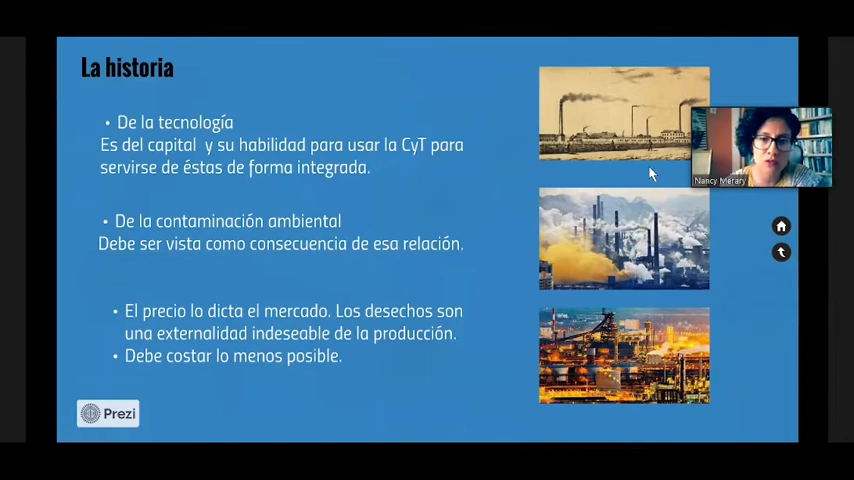 La historia
• De la tecnología
Es del capital y su habilidad para usar la CyT para
servirse de éstas de forma integrada.
• De la contaminación ambiental
Debe ser vista como consecuencia de esa relación.
• El precio lo dicta el mercado. Los desechos son
una externalidad indeseable de la producción.
• Debe costar lo menos posible.
Nancy Merary
Prezi